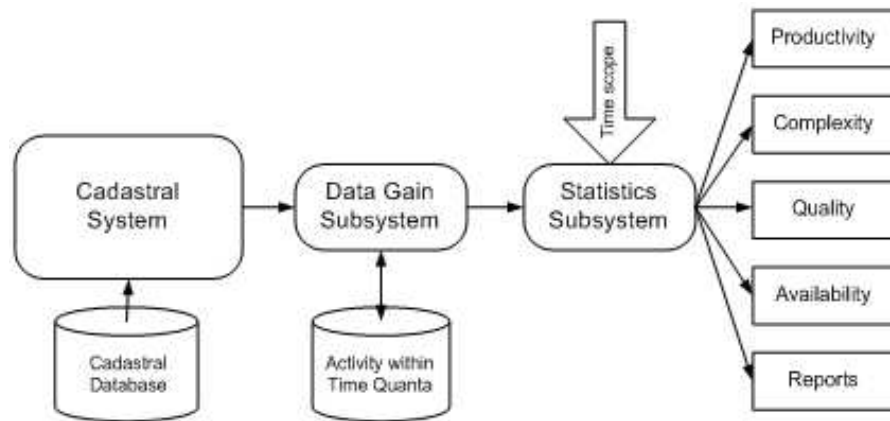 Cadastral
System
Cadastral
Database
Data Gain
Subsystem
Activity within
Time Quanta
Time scope
Statistics
Subsystem
Productivity
Complexity
Quality
Availability
Reports